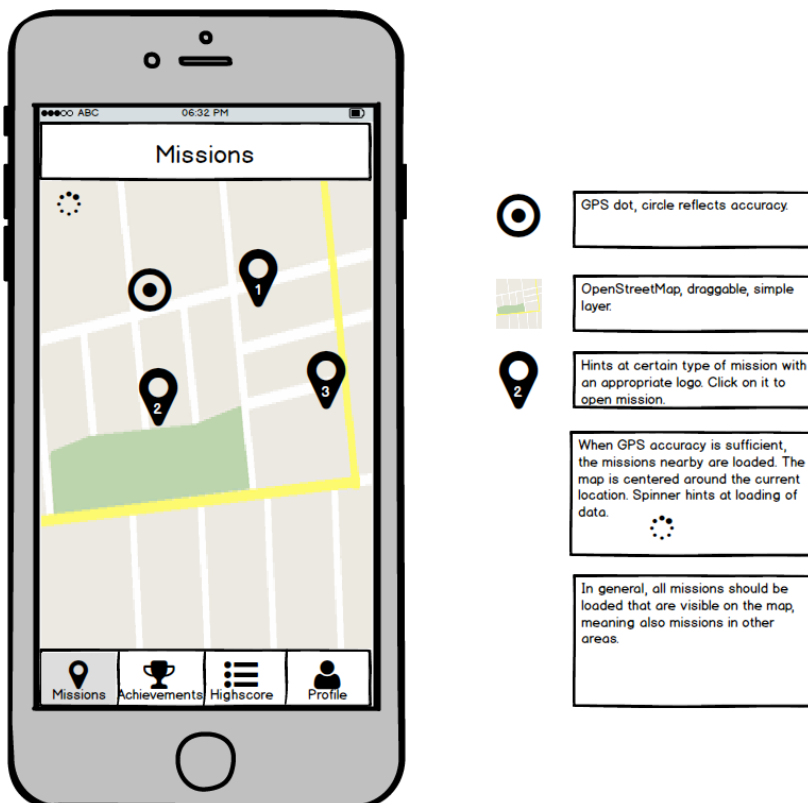 ABC 06:32 PM
Missions
1
2
3
Missions Achievements Highscore Profile
GPS dot, circle reflects accuracy.
OpenStreetMap, draggable, simple
layer.
2
Hints at certain type of mission with
an appropriate logo. Click on it to
open mission.
When GPS accuracy is sufficient,
the missions nearby are loaded. The
map is centered around the current
location. Spinner hints at loading of
data.
In general, all missions should be
loaded that are visible on the map,
meaning also missions in other
areas.